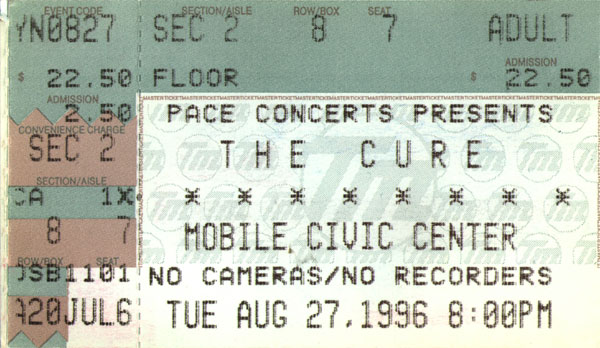 EVENT CODE SECTION/AISLE ROW/BOX SEAT
YN0827 SEC 2 8 7 ADULT
$ 22.50 FLOOR $ 22.50
ADMISSION ADMISSION
2.50
CONVENIENCE CHARGE
SEC 2
SECTION/AISLE
CA 1X
8 7
ROW/BOX SEAT
JSB1101
A20JUL6
PACE CONCERTS PRESENTS
THE CURE
* * * * * * * *
MOBILE CIVIC CENTER
NO CAMERAS/NO RECORDERS
TUE AUG 27,1996 8:00PM